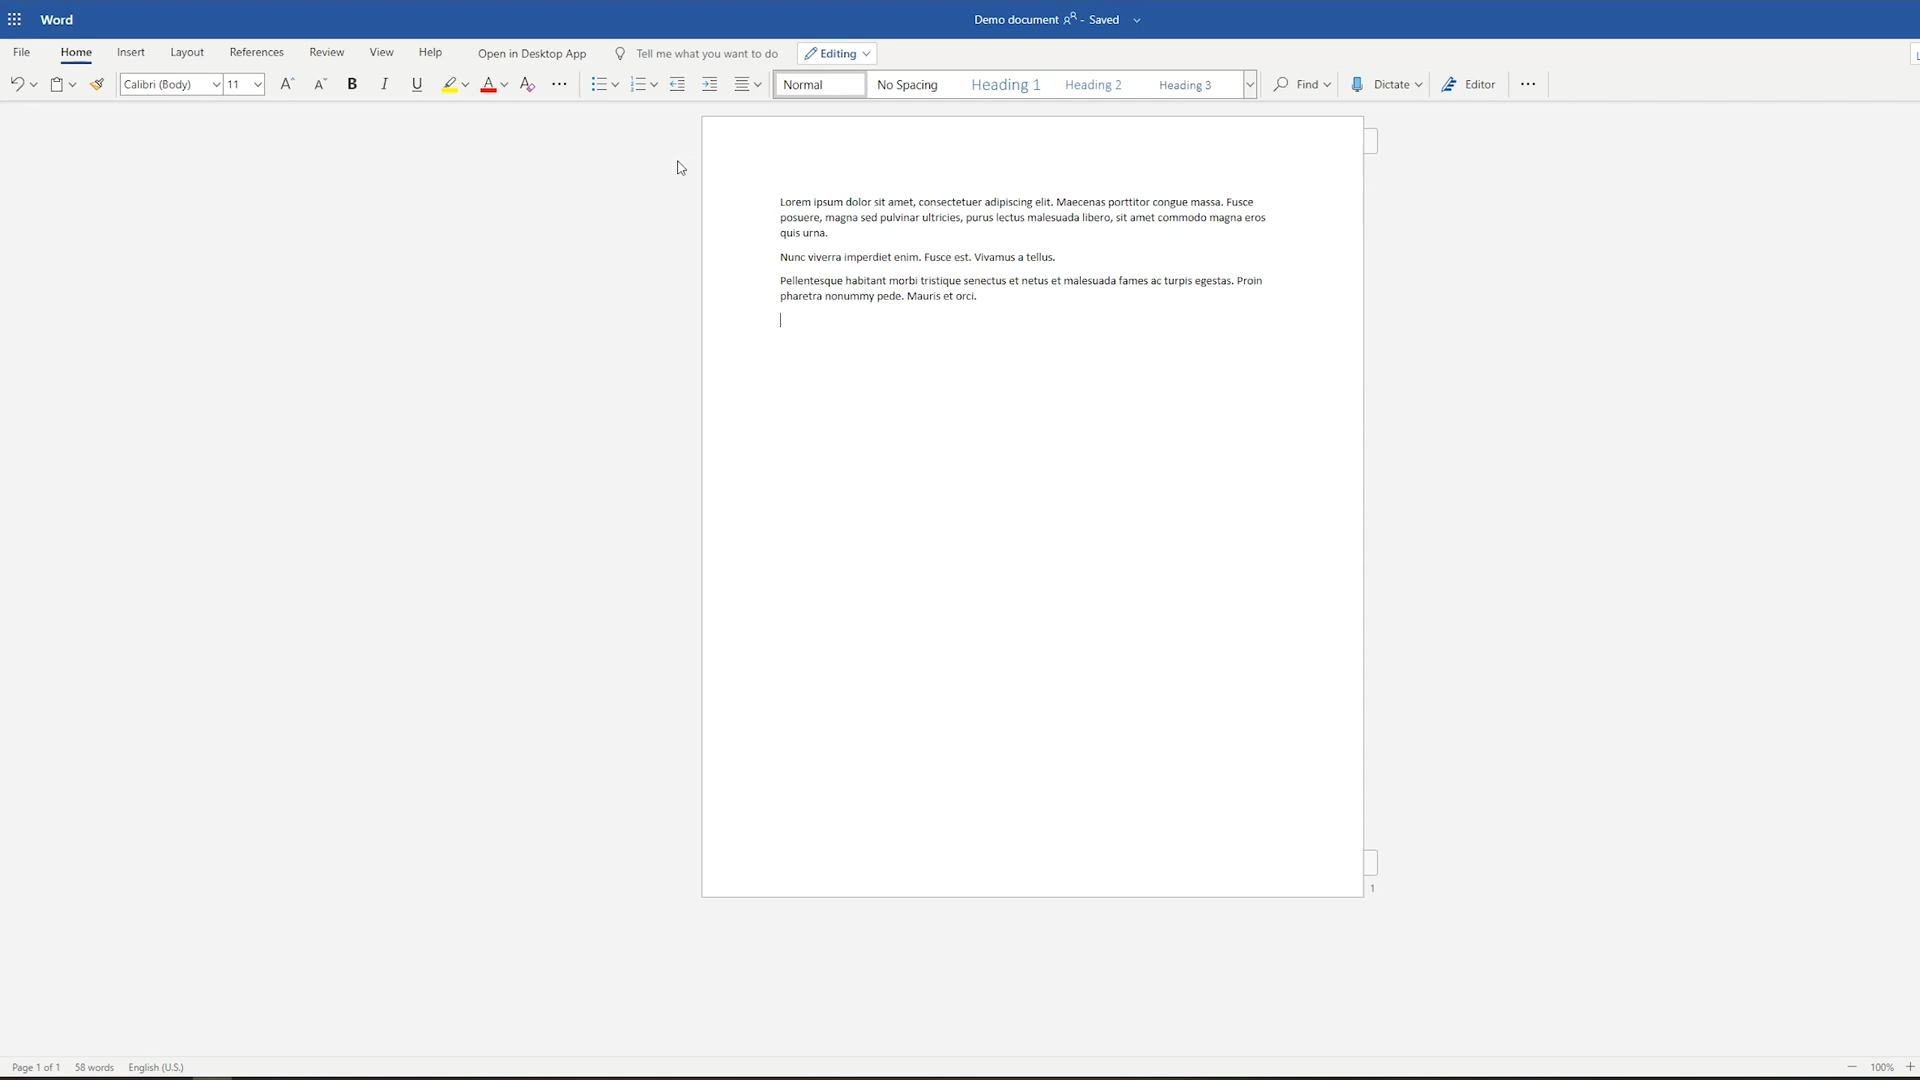 Word
Demo document - Saved
File Home Insert Layout References Review View Help Open in Desktop App Tell me what you want to do Editing
Calibri (Body) 11 A A B I U A A Normal No Spacing Heading 1 Heading 2 Heading 3 Find Dictate Editor
Lorem ipsum dolor sit amet, consectetuer adipiscing elit. Maecenas porttitor congue massa. Fusce
posuere, magna sed pulvinar ultricies, purus lectus malesuada libero, sit amet commodo magna eros
quis urna.
Nunc viverra imperdiet enim. Fusce est. Vivamus a tellus.
Pellentesque habitant morbi tristique senectus et netus et malesuada fames ac turpis egestas. Proin
pharetra nonummy pede. Mauris et orci.
1
Page 1 of 1 58 words English (U.S.) 100%